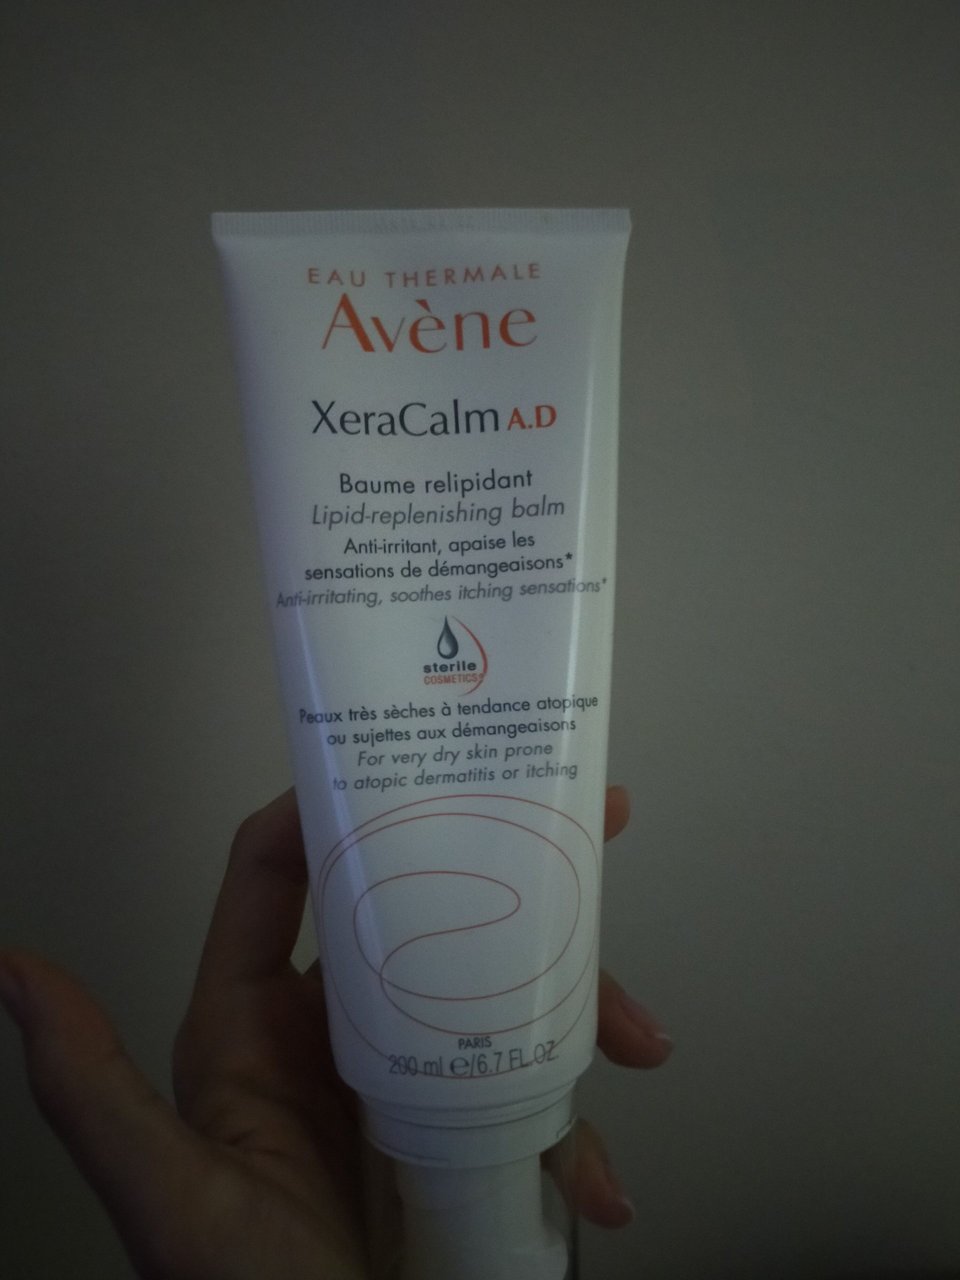 EAU THERMALE
Avène
XeraCalm A.D
Baume relipidant
Lipid-replenishing balm
Anti-irritant, apaise les
sensations de démangeaisons*
Anti-irritating, soothes itching sensations*
sterile
COSMETICS®
Peaux très sèches à tendance atopique
ou sujettes aux démangeaisons
For very dry skin prone
to atopic dermatitis or itching
PARIS
200 ml e/6.7 FL.OZ.